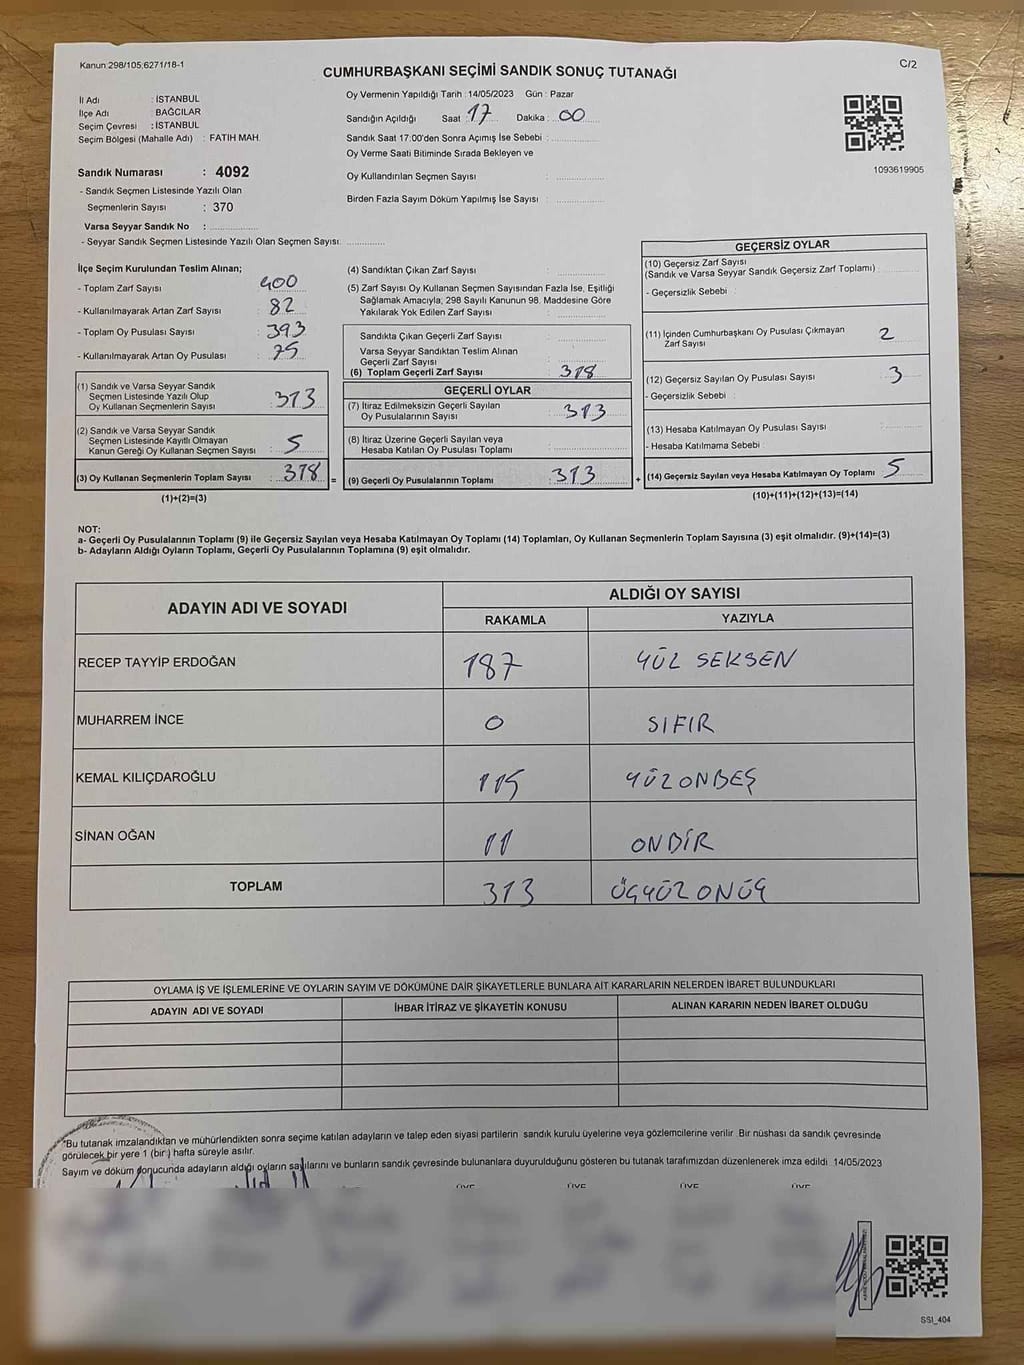 Kanun 298/105,6271/18-1
C/2
CUMHURBAŞKANI SEÇİMİ SANDIK SONUÇ TUTANAĞI
İl Adı : İSTANBUL
İlçe Adı : BAĞCILAR
Seçim Çevresi : İSTANBUL
Seçim Bölgesi (Mahalle Adı) : FATİH MAH.
Sandık Numarası : 4092
- Sandık Seçmen Listesinde Yazılı Olan
Seçmenlerin Sayısı : 370
Varsa Seyyar Sandık No :
- Seyyar Sandık Seçmen Listesinde Yazılı Olan Seçmen Sayısı
Oy Vermenin Yapıldığı Tarih : 14/05/2023 Gün : Pazar
Sandığın Açıldığı Saat : 17 Dakika : 00
Sandık Saat 17:00'den Sonra Açımış İse Sebebi :
Oy Verme Saati Bitiminde Sırada Bekleyen ve
Oy Kullandırılan Seçmen Sayısı :
Birden Fazla Sayım Döküm Yapılmış İse Sayısı :
1093619905
İlçe Seçim Kurulundan Teslim Alınan;
- Toplam Zarf Sayısı : 400
- Kullanılmayarak Artan Zarf Sayısı : 82
- Toplam Oy Pusulası Sayısı : 393
- Kullanılmayarak Artan Oy Pusulası : 75
(1) Sandık ve Varsa Seyyar Sandık
Seçmen Listesinde Yazılı Olup
Oy Kullanan Seçmenlerin Sayısı : 313
(2) Sandık ve Varsa Seyyar Sandık
Seçmen Listesinde Kayıtlı Olmayan
Kanun Gereği Oy Kullanan Seçmen Sayısı : 5
(3) Oy Kullanan Seçmenlerin Toplam Sayısı : 318 =
(1)+(2)=(3)
(4) Sandıktan Çıkan Zarf Sayısı :
(5) Zarf Sayısı Oy Kullanan Seçmen Sayısından Fazla İse, Eşitliği
Sağlamak Amacıyla, 298 Sayılı Kanunun 98. Maddesine Göre
Yakılarak Yok Edilen Zarf Sayısı :
Sandıkta Çıkan Geçerli Zarf Sayısı :
Varsa Seyyar Sandıktan Teslim Alınan
Geçerli Zarf Sayısı :
(6) Toplam Geçerli Zarf Sayısı : 318
GEÇERLİ OYLAR
(7) İtiraz Edilmeksizin Geçerli Sayılan
Oy Pusulalarının Sayısı : 313
(8) İtiraz Üzerine Geçerli Sayılan veya
Hesaba Katılan Oy Pusulası Toplamı :
(9) Geçerli Oy Pusulalarının Toplamı : 313 +
GEÇERSİZ OYLAR
(10) Geçersiz Zarf Sayısı
(Sandık ve Varsa Seyyar Sandık Geçersiz Zarf Toplamı) :
- Geçersizlik Sebebi :
(11) İçinden Cumhurbaşkanı Oy Pusulası Çıkmayan
Zarf Sayısı : 2
(12) Geçersiz Sayılan Oy Pusulası Sayısı : 3
- Geçersizlik Sebebi :
(13) Hesaba Katılmayan Oy Pusulası Sayısı :
- Hesaba Katılmama Sebebi :
(14) Geçersiz Sayılan veya Hesaba Katılmayan Oy Toplamı : 5
(10)+(11)+(12)+(13)=(14)
NOT:
a- Geçerli Oy Pusulalarının Toplamı (9) ile Geçersiz Sayılan veya Hesaba Katılmayan Oy Toplamı (14) Toplamları, Oy Kullanan Seçmenlerin Toplam Sayısına (3) eşit olmalıdır. (9)+(14)=(3)
b- Adayların Aldığı Oyların Toplamı, Geçerli Oy Pusulalarının Toplamına (9) eşit olmalıdır.
ADAYIN ADI VE SOYADI
ALDIĞI OY SAYISI
RAKAMLA YAZIYLA
RECEP TAYYİP ERDOĞAN 187 YÜZ SEKSEN
MUHARREM İNCE 0 SIFIR
KEMAL KILIÇDAROĞLU 115 YÜZONBEŞ
SİNAN OĞAN 11 ONBİR
TOPLAM 313 ÜÇYÜZONÜÇ
OYLAMA İŞ VE İŞLEMLERİNE VE OYLARIN SAYIM VE DÖKÜMÜNE DAİR ŞİKAYETLERLE BUNLARA AİT KARARLARIN NELERDEN İBARET BULUNDUKLARI
ADAYIN ADI VE SOYADI İHBAR İTİRAZ VE ŞİKAYETİN KONUSU ALINAN KARARIN NEDEN İBARET OLDUĞU
*Bu tutanak imzalandıktan ve mühürlendikten sonra seçime katılan adayların ve talep eden siyasi partilerin sandık kurulu üyelerine veya gözlemcilerine verilir. Bir nüshası da sandık çevresinde
görülecek bir yere 1 (bir) hafta süreyle asılır.
Sayım ve döküm sonucunda adayların aldığı oyların sayılarını ve bunların sandık çevresinde bulunanlara duyurulduğunu gösteren bu tutanak tarafımızdan düzenlenerek imza edildi 14/05/2023
ÜYE ÜYE ÜYE ÜYE
SSI_404